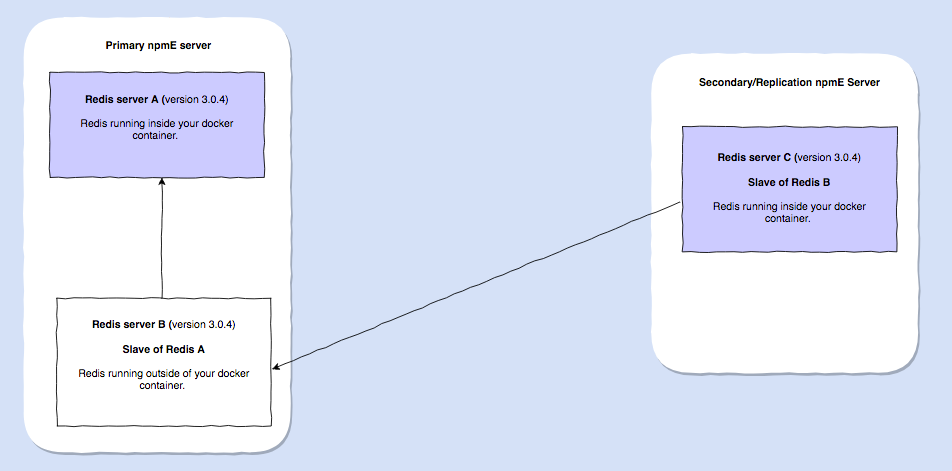 Primary npmE server
Redis server A (version 3.0.4)
Redis running inside your docker
container.
Redis server B (version 3.0.4)
Slave of Redis A
Redis running outside of your docker
container.
Secondary/Replication npmE Server
Redis server C (version 3.0.4)
Slave of Redis B
Redis running inside your docker
container.